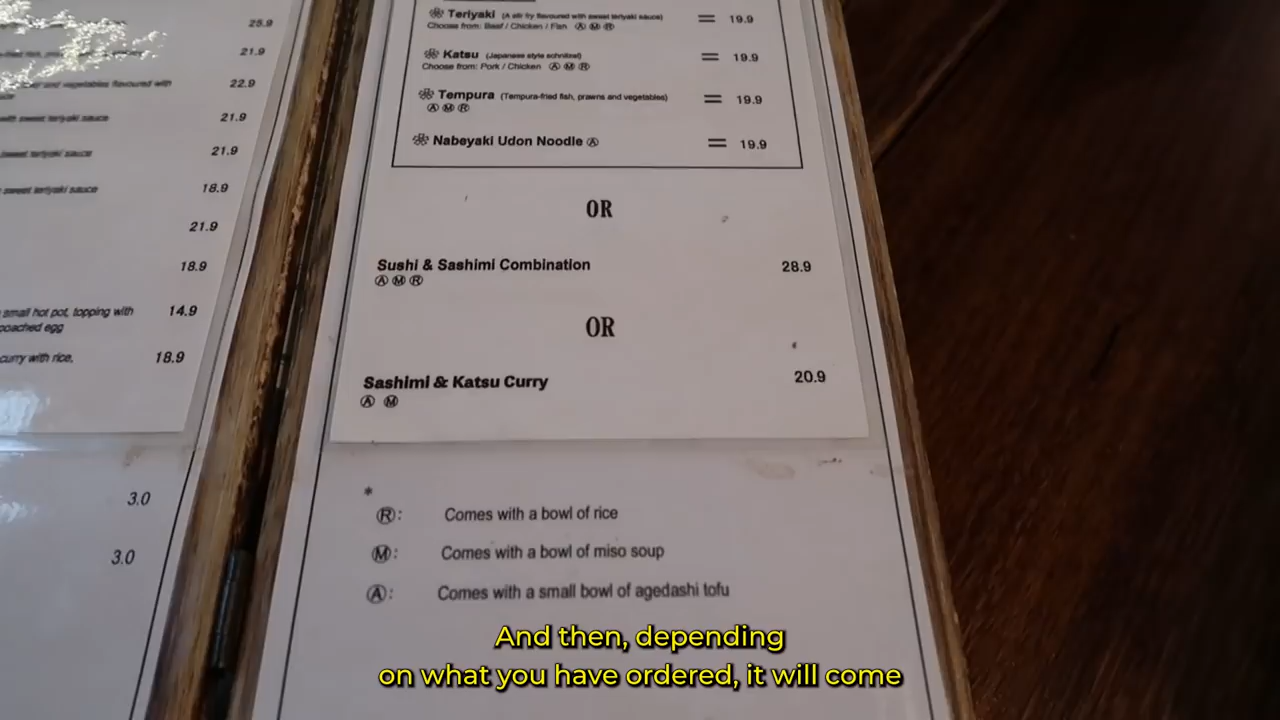 25.9
21.9
and vegetables flavoured with
22.9
with sweet teriyaki sauce
21.9
sweet teriyaki sauce
21.9
sweet teriyaki sauce
18.9
21.9
18.9
small hot pot, topping with
14.9
poached egg
curry with rice,
18.9
3.0
3.0
Teriyaki (A stir fry flavoured with sweet teriyaki sauce) = 19.9
Choose from: Beef / Chicken / Fish Ⓐ Ⓜ Ⓡ
Katsu (Japanese style schnitzel) = 19.9
Choose from: Pork / Chicken Ⓐ Ⓜ Ⓡ
Tempura (Tempura-fried fish, prawns and vegetables) = 19.9
Ⓐ Ⓜ Ⓡ
Nabeyaki Udon Noodle Ⓐ = 19.9
OR
Sushi & Sashimi Combination 28.9
Ⓐ Ⓜ Ⓡ
OR
Sashimi & Katsu Curry 20.9
Ⓐ Ⓜ
*
Ⓡ: Comes with a bowl of rice
Ⓜ: Comes with a bowl of miso soup
Ⓐ: Comes with a small bowl of agedashi tofu
And then, depending
on what you have ordered, it will come